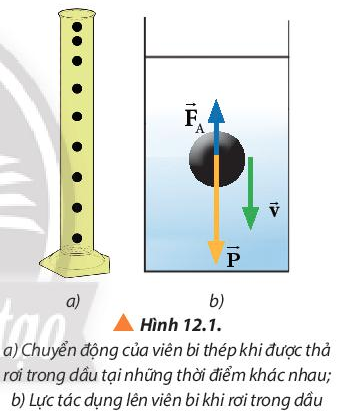 F⃗A
v⃗
P⃗
a)
b)
Hình 12.1.
a) Chuyển động của viên bi thép khi được thả
rơi trong dầu tại những thời điểm khác nhau;
b) Lực tác dụng lên viên bi khi rơi trong dầu